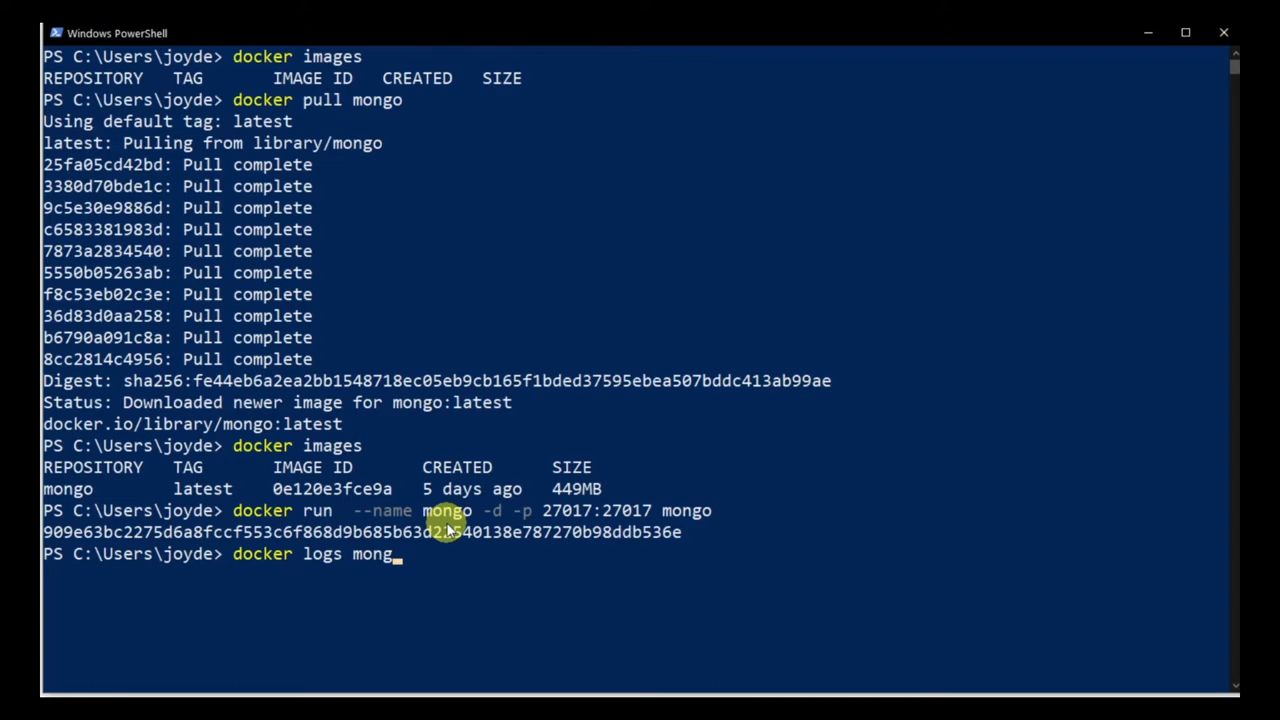 Windows PowerShell
PS C:\Users\joyde> docker images
REPOSITORY   TAG       IMAGE ID   CREATED   SIZE
PS C:\Users\joyde> docker pull mongo
Using default tag: latest
latest: Pulling from library/mongo
25fa05cd42bd: Pull complete
3380d70bde1c: Pull complete
9c5e30e9886d: Pull complete
c6583381983d: Pull complete
7873a2834540: Pull complete
5550b05263ab: Pull complete
f8c53eb02c3e: Pull complete
36d83d0aa258: Pull complete
b6790a091c8a: Pull complete
8cc2814c4956: Pull complete
Digest: sha256:fe44eb6a2ea2bb1548718ec05eb9cb165f1bded37595ebea507bddc413ab99ae
Status: Downloaded newer image for mongo:latest
docker.io/library/mongo:latest
PS C:\Users\joyde> docker images
REPOSITORY   TAG       IMAGE ID       CREATED      SIZE
mongo        latest    0e120e3fce9a   5 days ago   449MB
PS C:\Users\joyde> docker run  --name mongo -d -p 27017:27017 mongo
909e63bc2275d6a8fccf553c6f868d9b685b63d22540138e787270b98ddb536e
PS C:\Users\joyde> docker logs mong